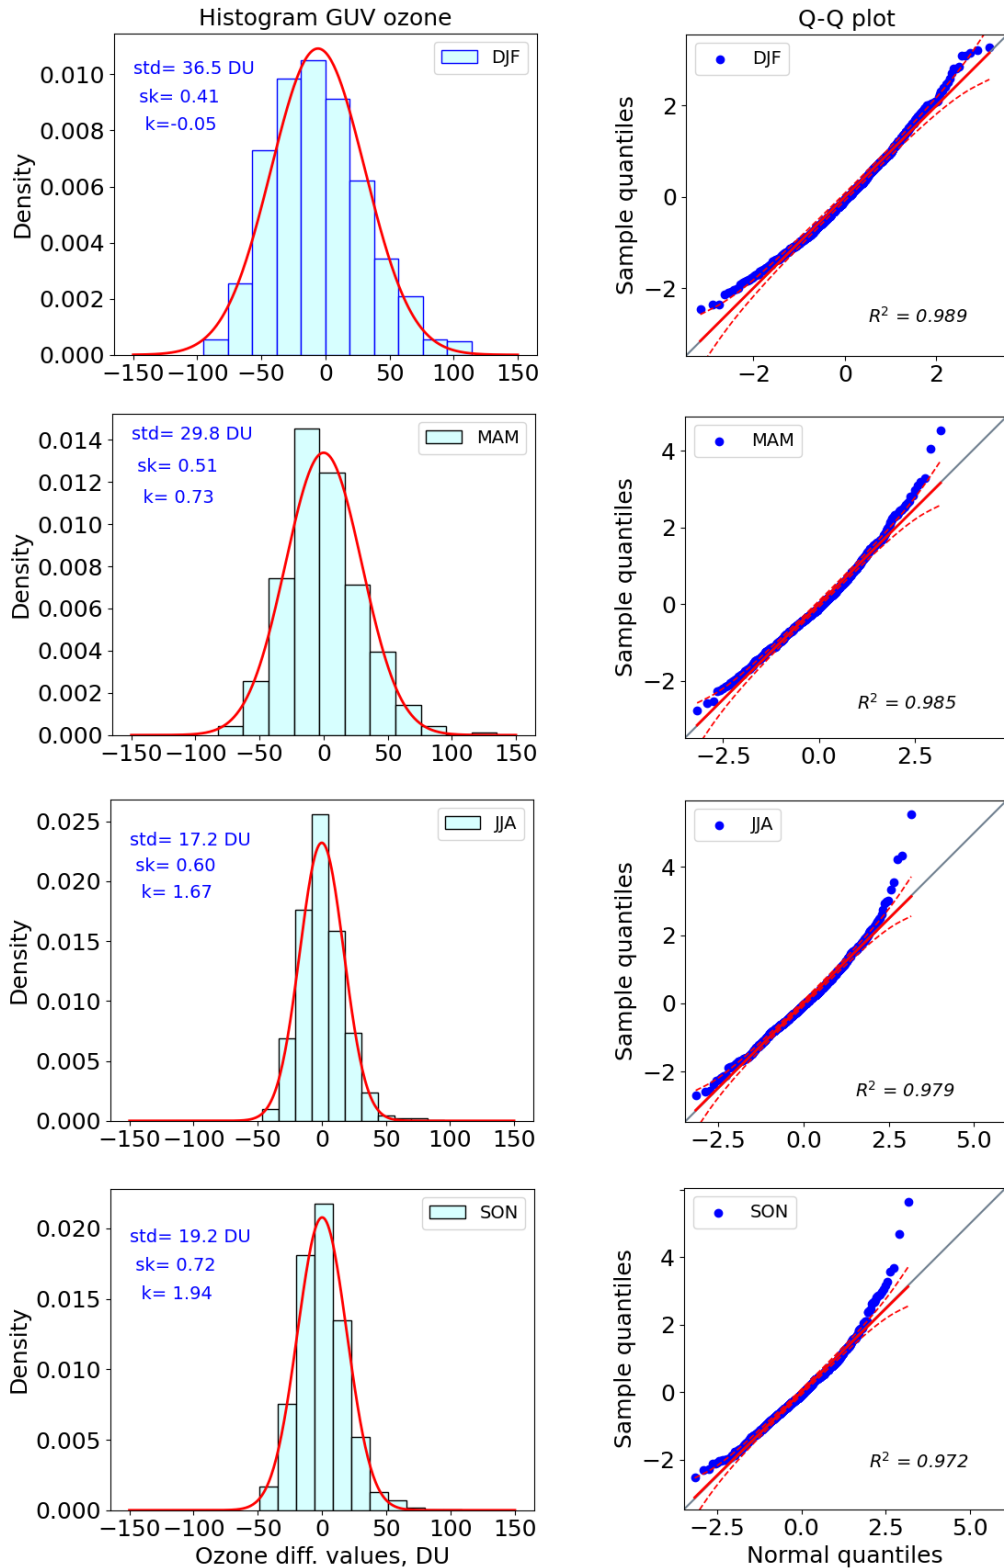 Histogram GUV ozone
Q-Q plot
std= 36.5 DU
sk= 0.41
k=-0.05
DJF
Density
0.010
0.008
0.006
0.004
0.002
0.000
−150 −100 −50 0 50 100 150
DJF
Sample quantiles
2
0
−2
R² = 0.989
−2 0 2
std= 29.8 DU
sk= 0.51
k= 0.73
MAM
Density
0.014
0.012
0.010
0.008
0.006
0.004
0.002
0.000
−150 −100 −50 0 50 100 150
MAM
Sample quantiles
4
2
0
−2
R² = 0.985
−2.5 0.0 2.5
std= 17.2 DU
sk= 0.60
k= 1.67
JJA
Density
0.025
0.020
0.015
0.010
0.005
0.000
−150 −100 −50 0 50 100 150
JJA
Sample quantiles
4
2
0
−2
R² = 0.979
−2.5 0.0 2.5 5.0
std= 19.2 DU
sk= 0.72
k= 1.94
SON
Density
0.020
0.015
0.010
0.005
0.000
−150 −100 −50 0 50 100 150
Ozone diff. values, DU
SON
Sample quantiles
4
2
0
−2
R² = 0.972
−2.5 0.0 2.5 5.0
Normal quantiles